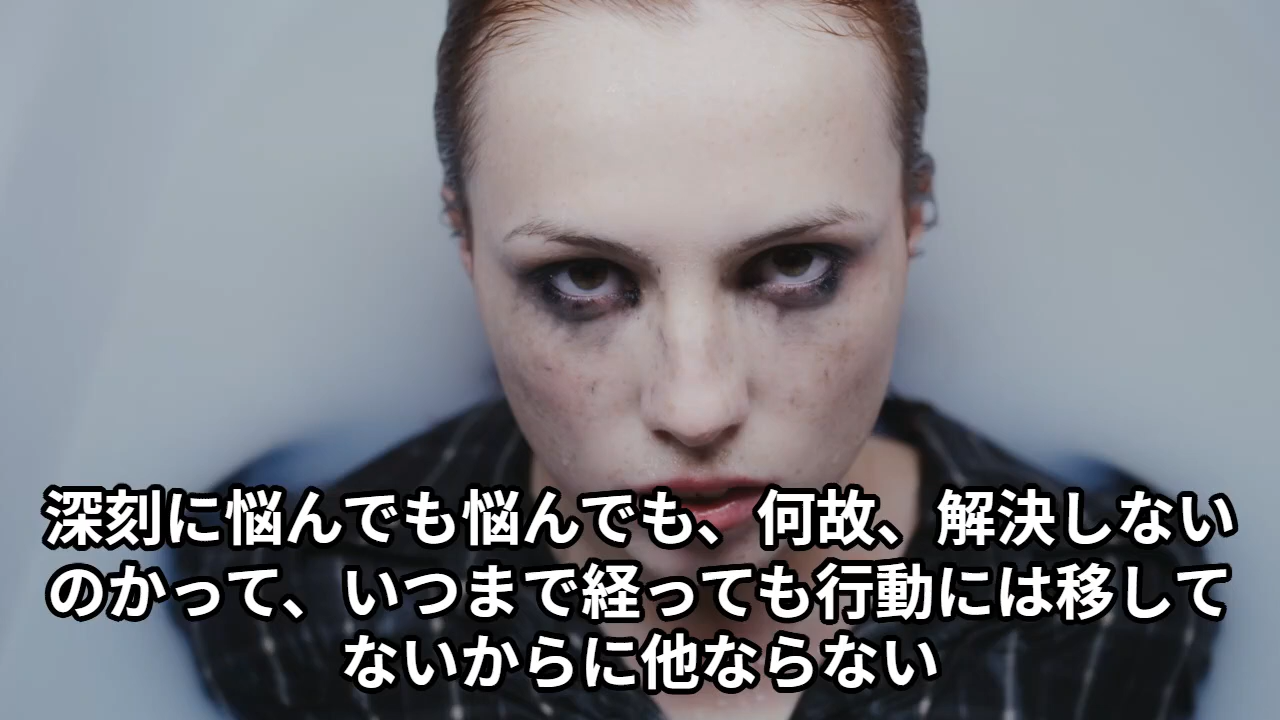 深刻に悩んでも悩んでも、何故、解決しない
のかって、いつまで経っても行動には移して
ないからに他ならない